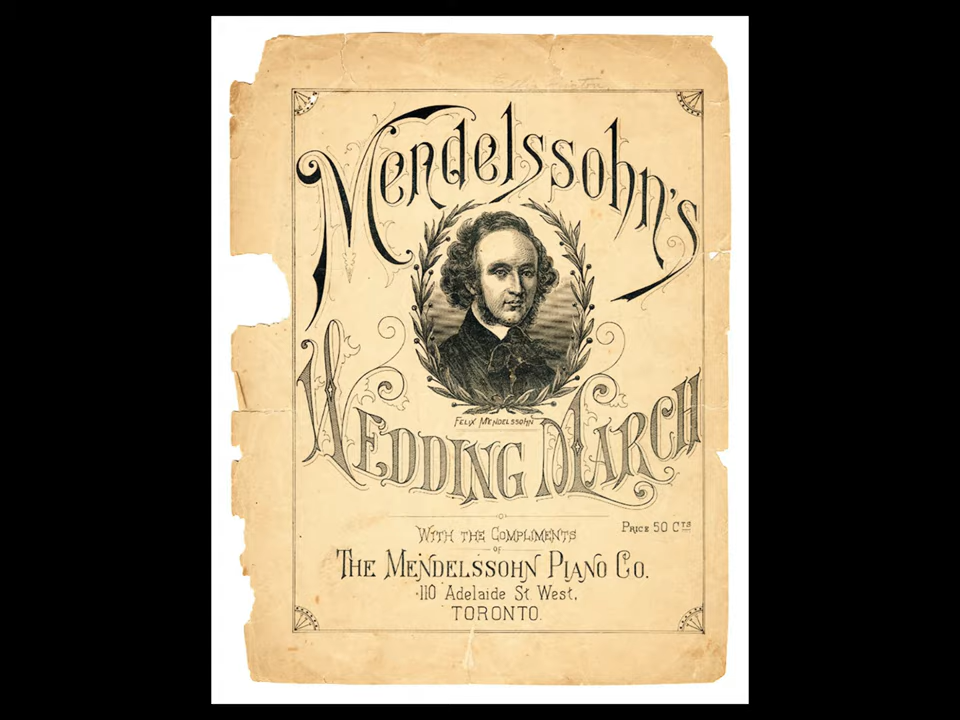 Mendelssohn's
FELIX MENDELSSOHN
WEDDING MARCH
PRICE 50 CTS
WITH THE COMPLIMENTS
OF
THE MENDELSSOHN PIANO CO.
110 Adelaide St. West,
TORONTO.